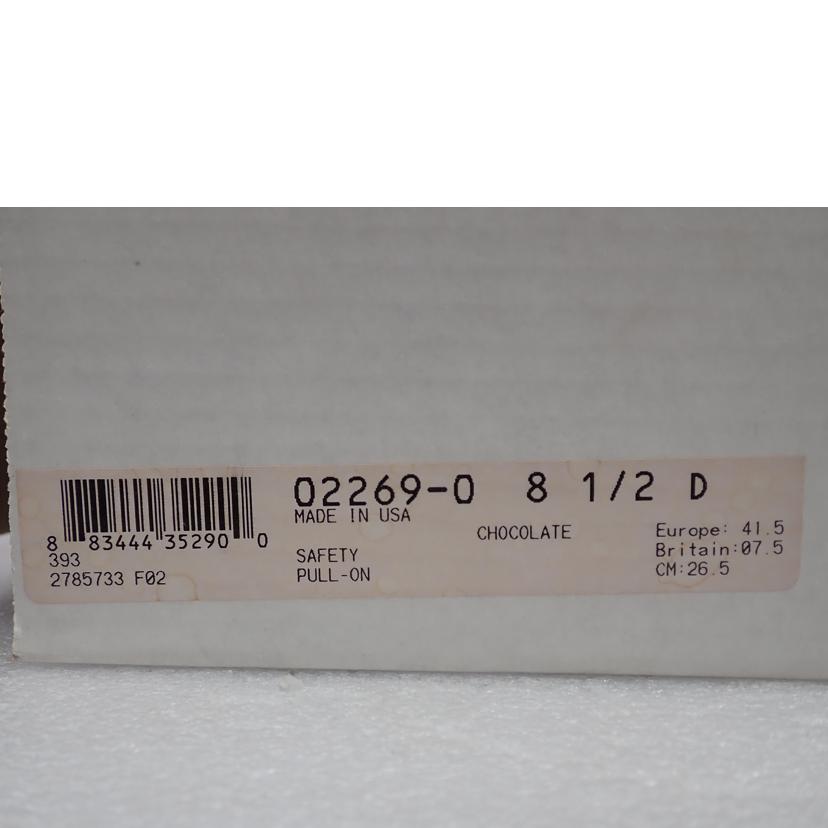 02269-0 8 1/2 D
MADE IN USA
CHOCOLATE
SAFETY
PULL-ON
Europe: 41.5
Britain:07.5
CM:26.5
8 83444 35290 0
393
2785733 F02